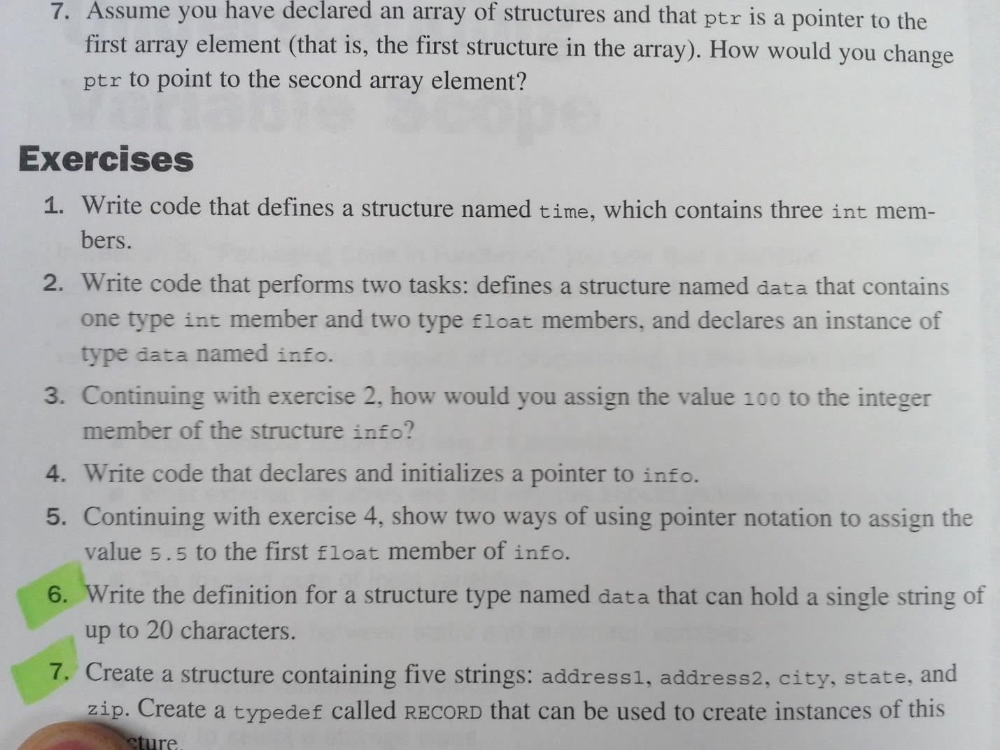 7. Assume you have declared an array of structures and that ptr is a pointer to the
first array element (that is, the first structure in the array). How would you change
ptr to point to the second array element?
Variable Scope
Exercises
1. Write code that defines a structure named time, which contains three int mem-
bers.
2. Write code that performs two tasks: defines a structure named data that contains
one type int member and two type float members, and declares an instance of
type data named info.
3. Continuing with exercise 2, how would you assign the value 100 to the integer
member of the structure info?
4. Write code that declares and initializes a pointer to info.
5. Continuing with exercise 4, show two ways of using pointer notation to assign the
value 5.5 to the first float member of info.
6. Write the definition for a structure type named data that can hold a single string of
up to 20 characters.
7. Create a structure containing five strings: address1, address2, city, state, and
zip. Create a typedef called RECORD that can be used to create instances of this
cture.